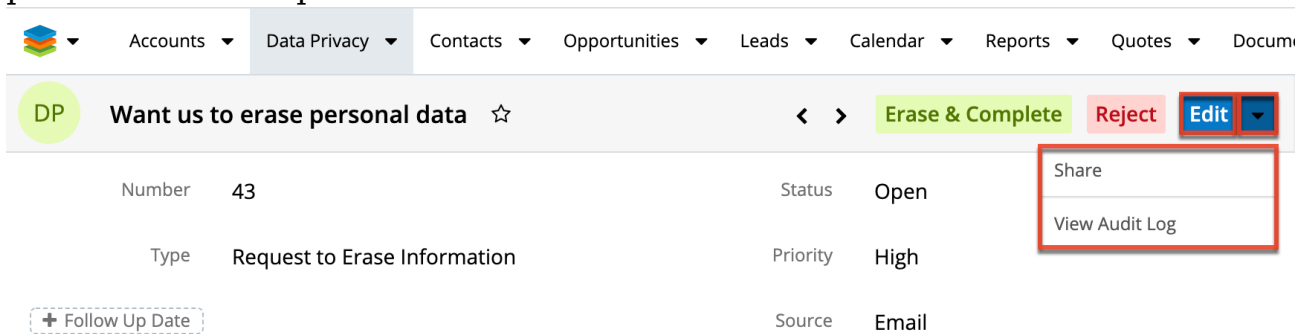 Accounts Data Privacy Contacts Opportunities Leads Calendar Reports Quotes Docum
DP Want us to erase personal data Erase & Complete Reject Edit
Share
Number 43 Status Open
View Audit Log
Type Request to Erase Information Priority High
+ Follow Up Date Source Email